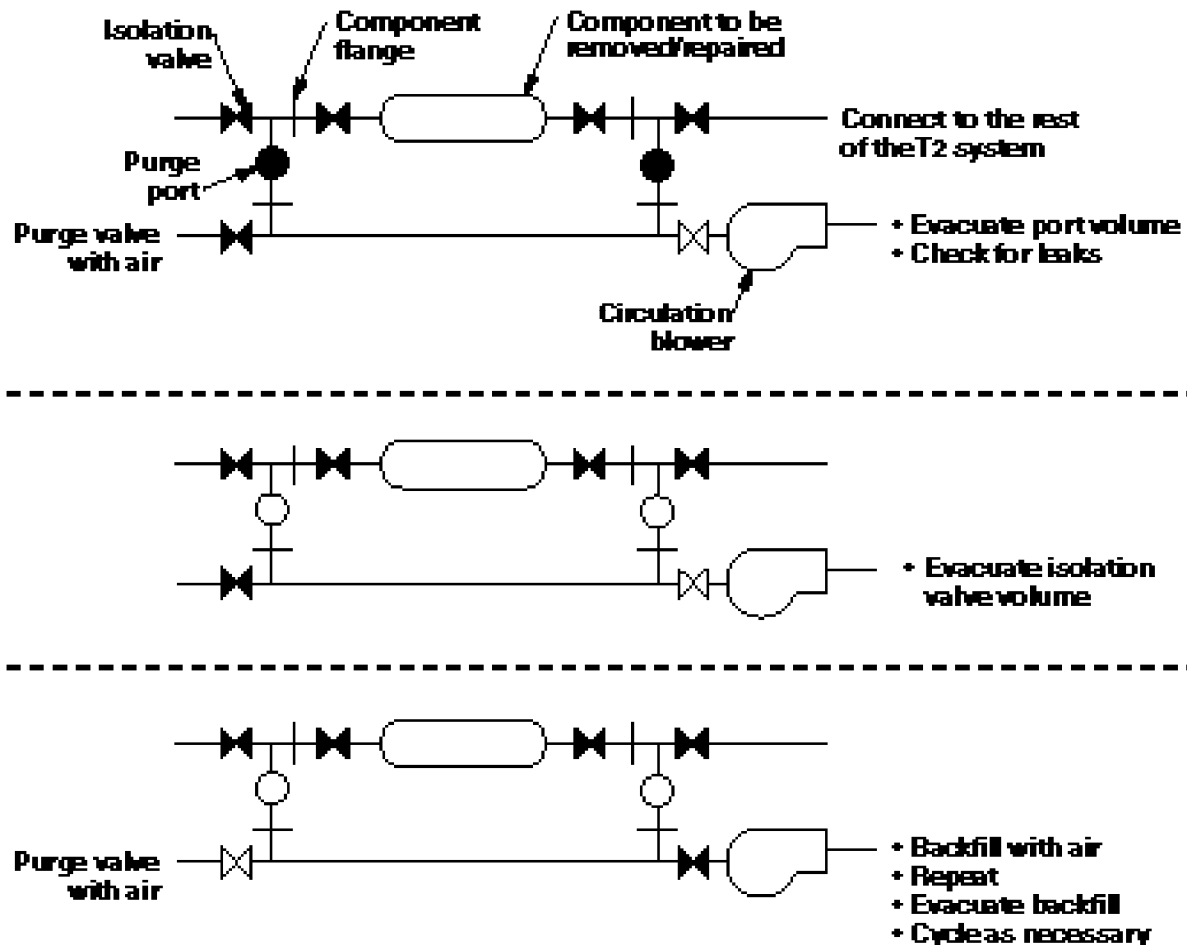 Isolation
valve
Component
flange
Component to be
removed/repaired
Connect to the rest
of the T2 system
Purge
port
Purge valve
with air
• Evacuate port volume
• Check for leaks
Circulation
blower
• Evacuate isolation
valve volume
Purge valve
with air
• Backfill with air
• Repeat
• Evacuate backfill
• Cycle as necessary